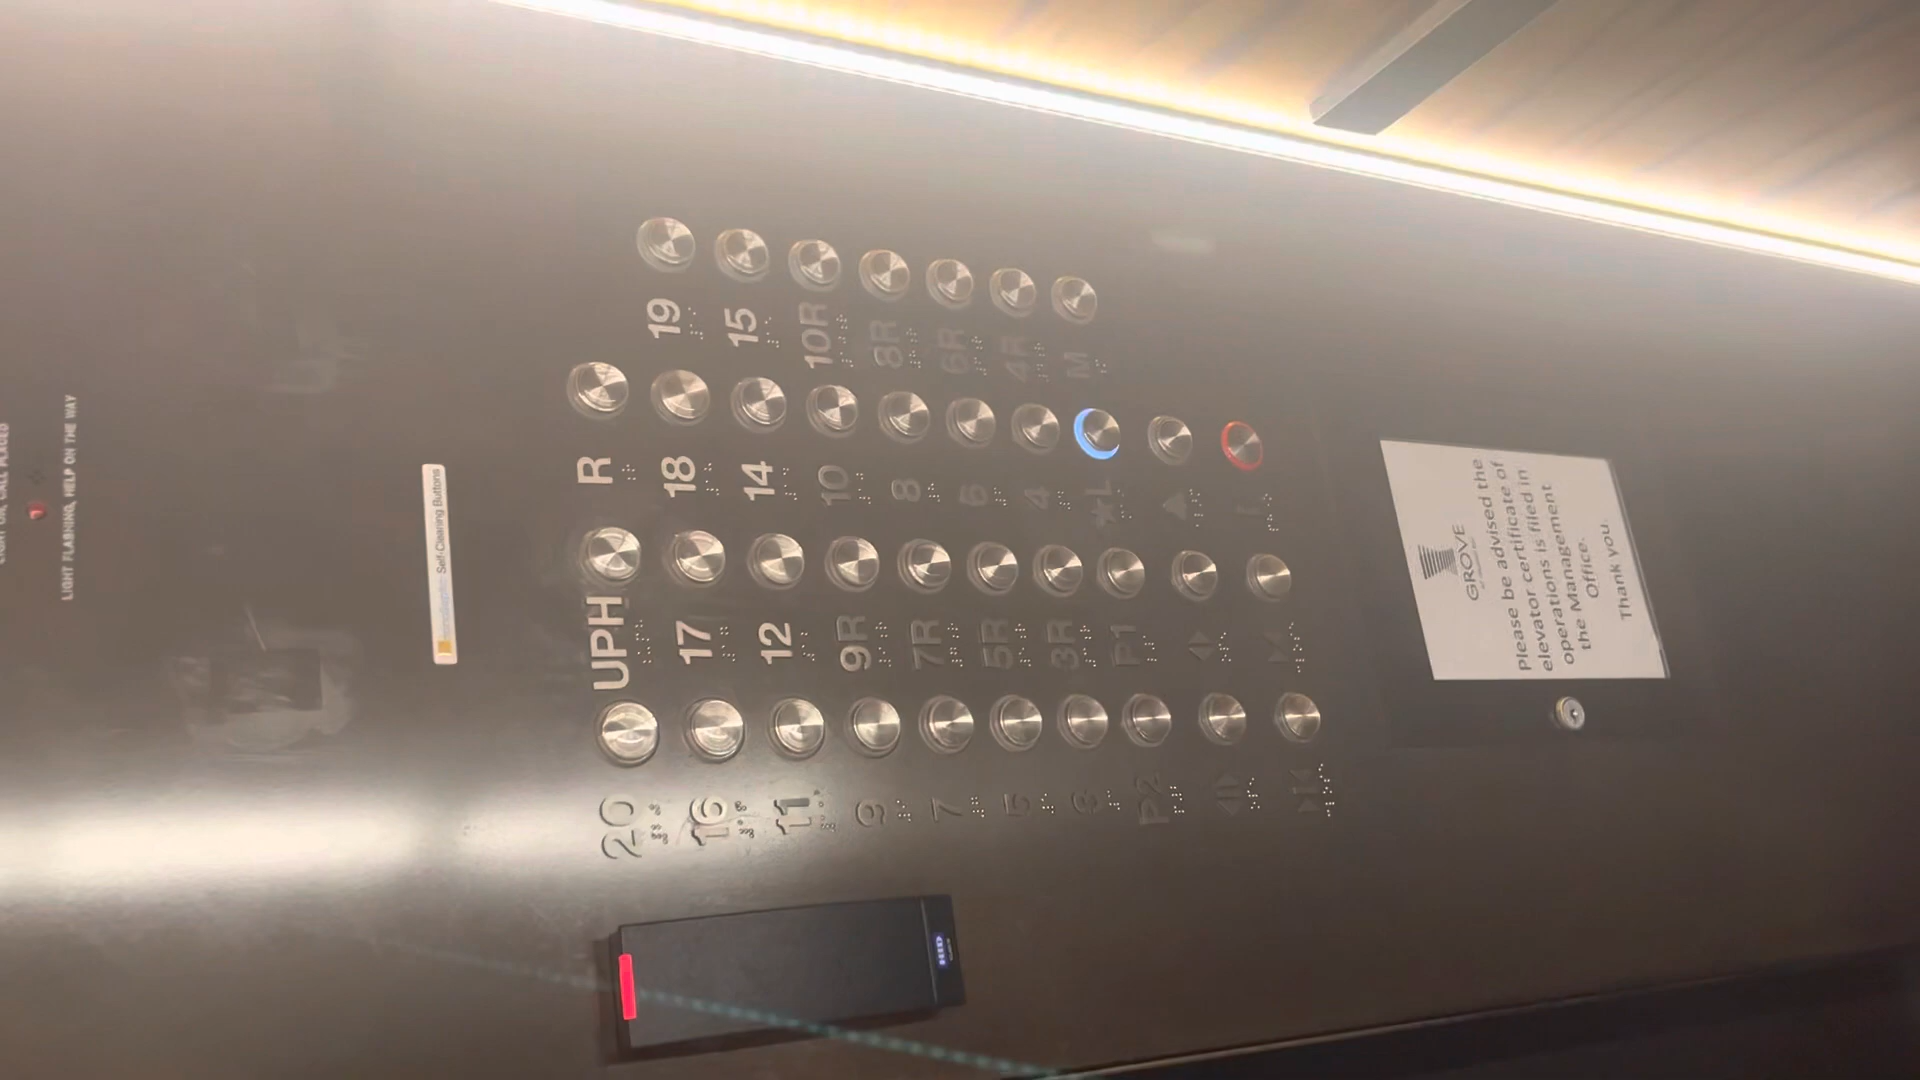 LIGHT FLASHING, HELP ON THE WAY
Self-Cleaning Buttons
R
20 UPH
16 17 18 19
11 12 14 15
9 9R 10 10R
7 7R 8 8R
5 5R 6 6R
3 3R 4 4R
P2 P1 ★L M
HID
GROVE
Please be advised the
elevator certificate of
operations is filed in
the Management
Office.
Thank you.